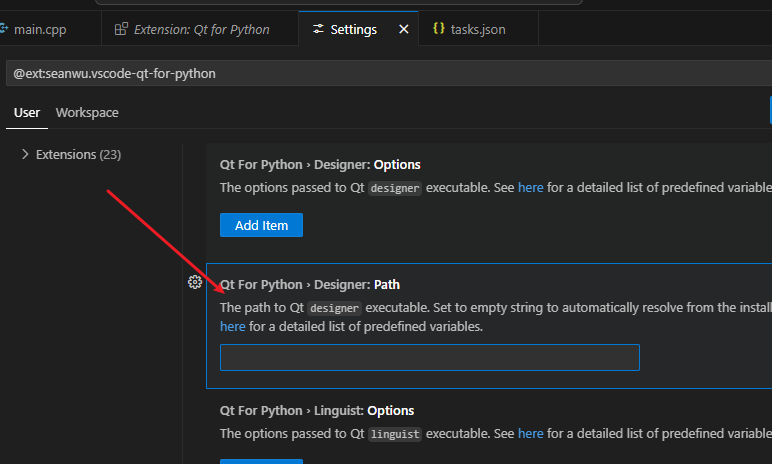 main.cpp Extension: Qt for Python Settings tasks.json
@ext:seanwu.vscode-qt-for-python
User Workspace
Extensions (23)
Qt For Python › Designer: Options
The options passed to Qt designer executable. See here for a detailed list of predefined variable
Add Item
Qt For Python › Designer: Path
The path to Qt designer executable. Set to empty string to automatically resolve from the install
here for a detailed list of predefined variables.
Qt For Python › Linguist: Options
The options passed to Qt linguist executable. See here for a detailed list of predefined variable